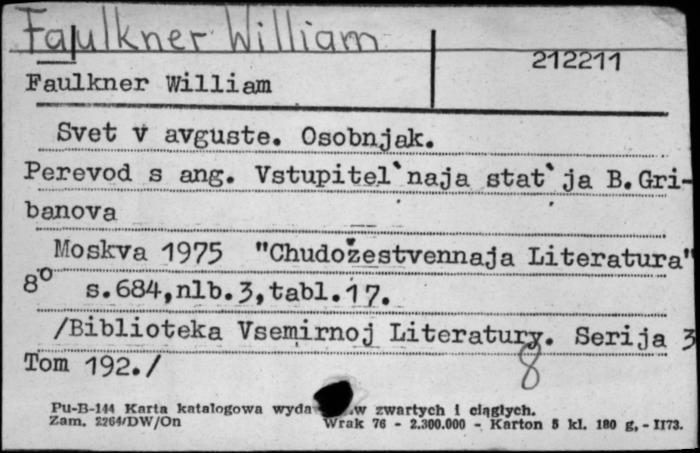 Faulkner William
212211
Faulkner William
Svet v avguste. Osobnjak.
Perevod s ang. Vstupitel`naja stat`ja B. Gri-
banova
Moskva 1975 "Chudožestvennaja Literatura"
8° s.684,nlb.3,tabl.17.
/Biblioteka Vsemirnoj Literatury. Serija 3
Tom 192./
8
Pu-B-144 Karta katalogowa wyda w zwartych i ciągłych.
Zam. 2264/DW/On Wrak 76 - 2.300.000 - Karton 5 kl. 180 g, - II73.